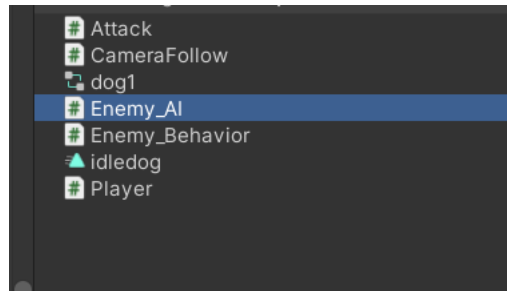 Attack
CameraFollow
dog1
Enemy_AI
Enemy_Behavior
idledog
Player